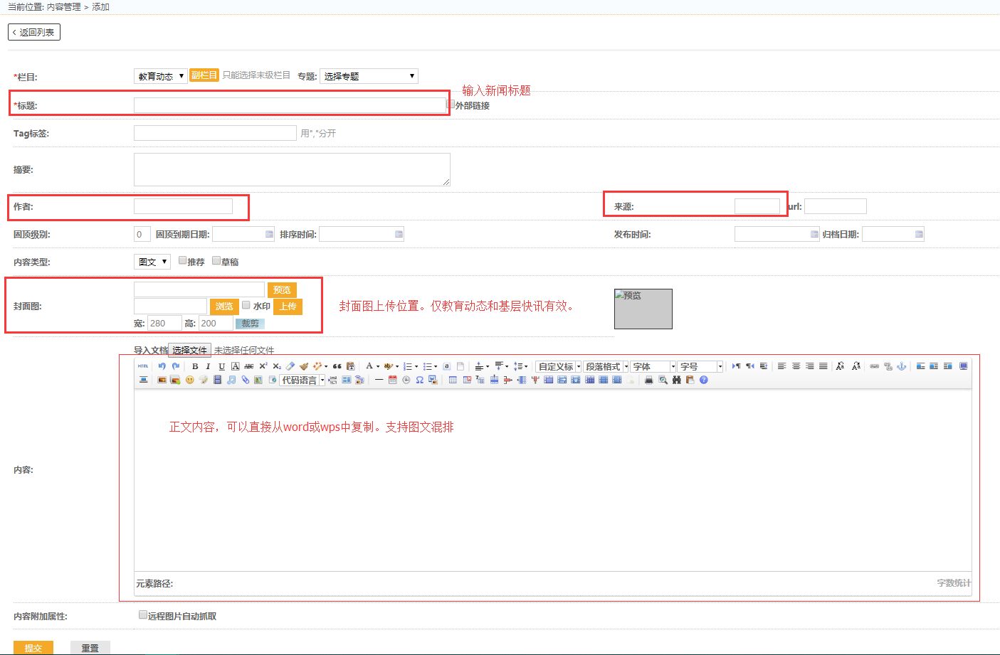 当前位置: 内容管理 > 添加
返回列表
*栏目: 教育动态 副栏目 只能选择末级栏目 专题: 选择专题
输入新闻标题
*标题: 外部链接
Tag标签: 用","分开
摘要:
作者: 来源: url:
固顶级别: 0 固顶到期日期: 排序时间: 发布时间: 归档日期:
内容类型: 图文 推荐 草稿
预览
封面图: 浏览 水印 上传
宽: 280 高: 200 裁剪
封面图上传位置。仅教育动态和基层快讯有效。
预览
导入文档 选择文件 未选择任何文件
HTML B I U A ABC X² X₂ A 自定义标 段落格式 字体 字号
代码语言
正文内容，可以直接从word或wps中复制。支持图文混排
内容:
元素路径: 字数统计
内容附加属性: 远程图片自动抓取
提交 重置